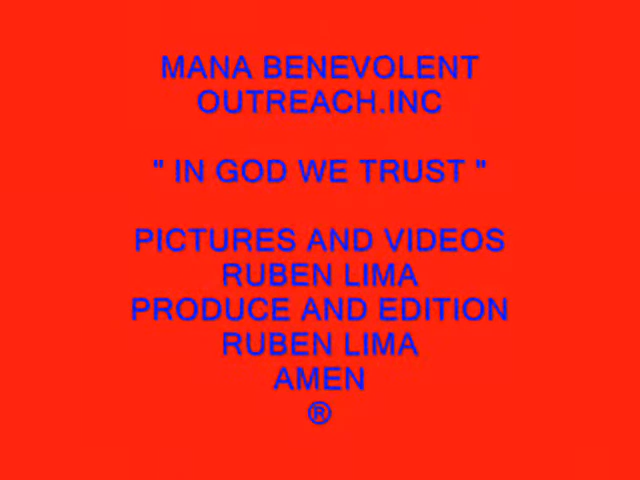 MANA BENEVOLENT
OUTREACH.INC
" IN GOD WE TRUST "
PICTURES AND VIDEOS
RUBEN LIMA
PRODUCE AND EDITION
RUBEN LIMA
AMEN
®